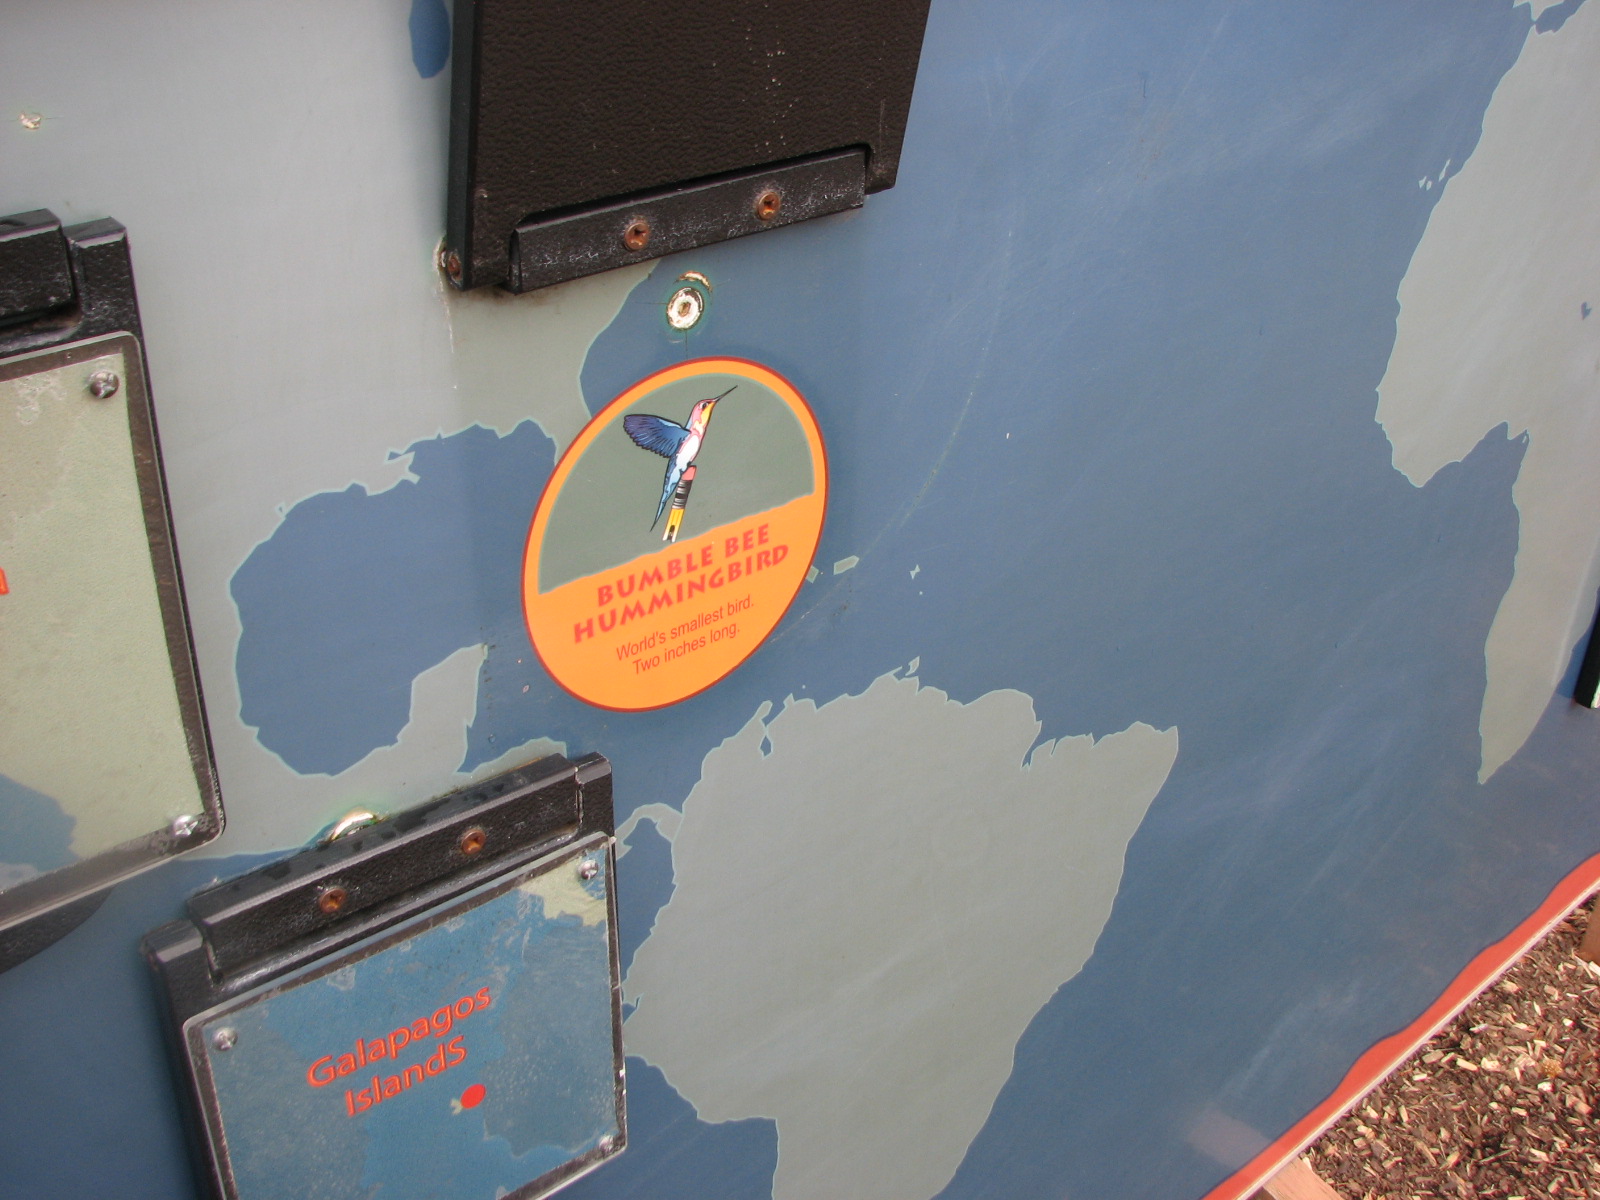 BUMBLE BEE
HUMMINGBIRD
World's smallest bird.
Two inches long.
Galapagos
IslandS